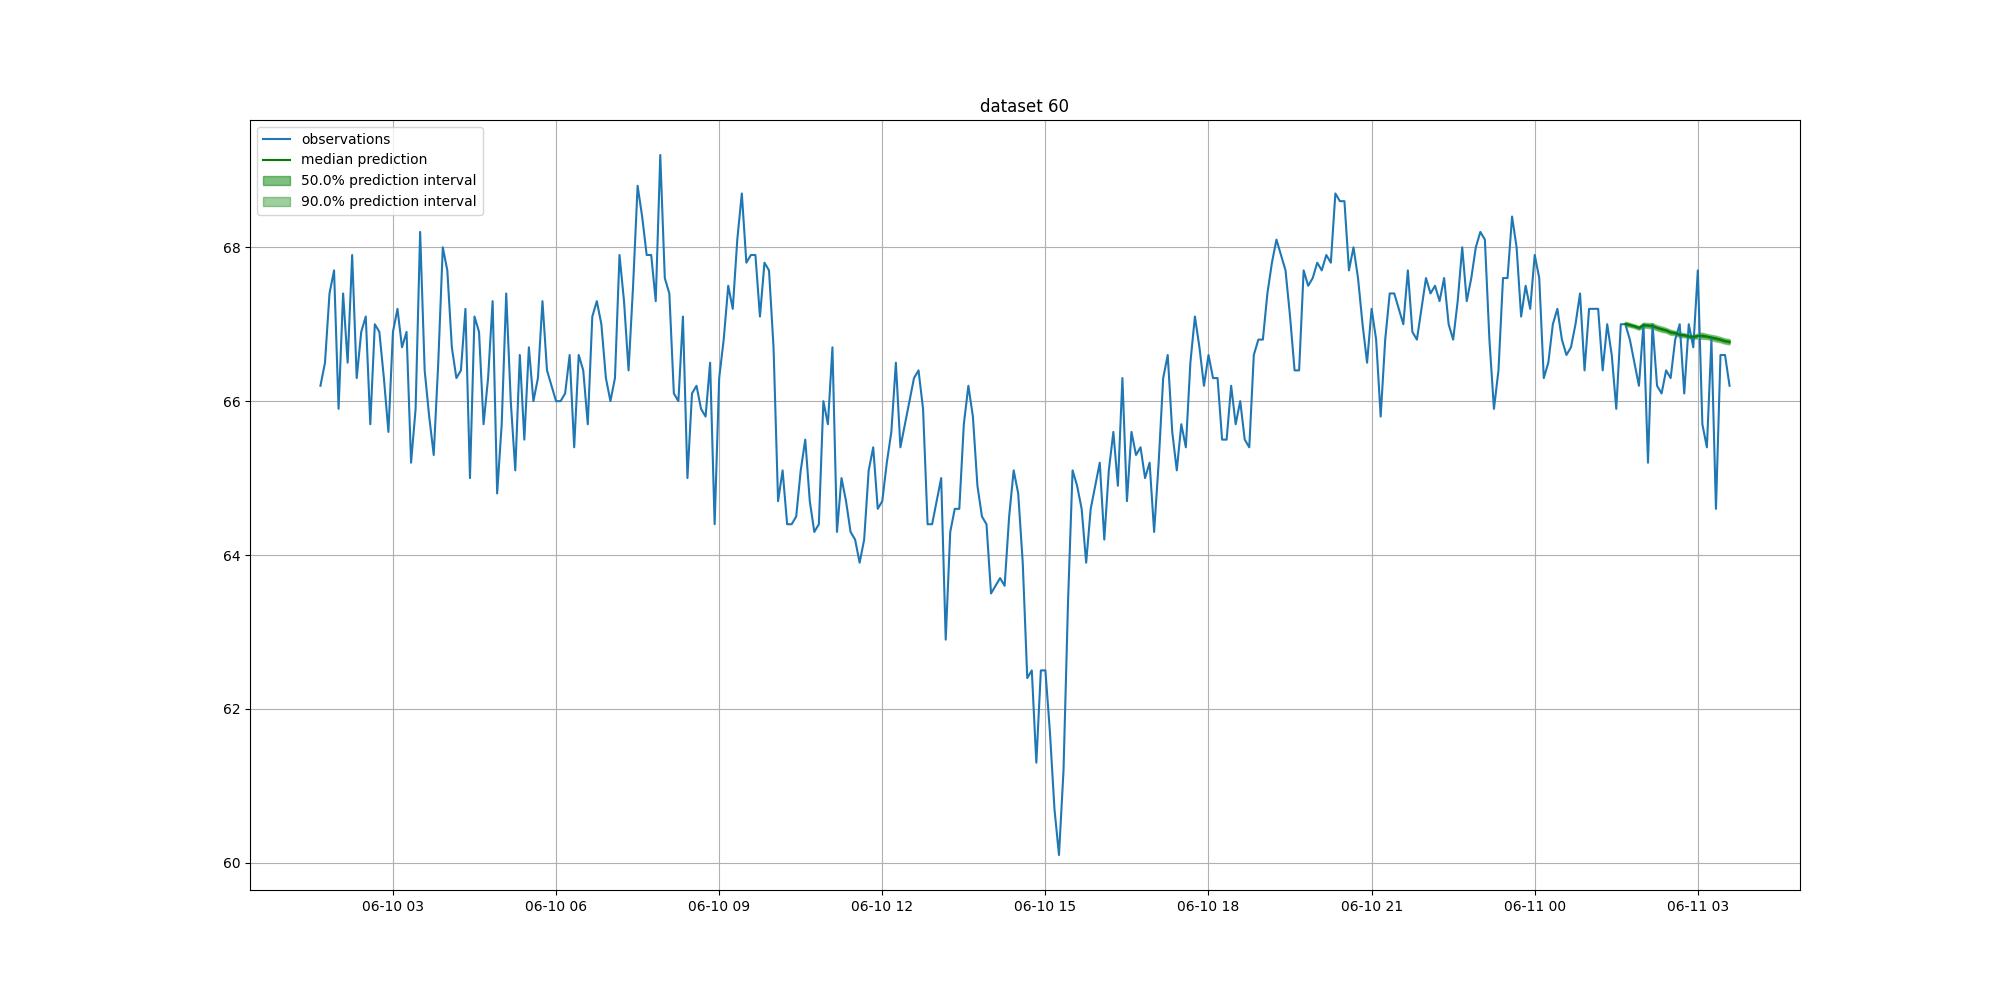 dataset 60
observations
median prediction
50.0% prediction interval
90.0% prediction interval
68
66
64
62
60
06-10 03 06-10 06 06-10 09 06-10 12 06-10 15 06-10 18 06-10 21 06-11 00 06-11 03